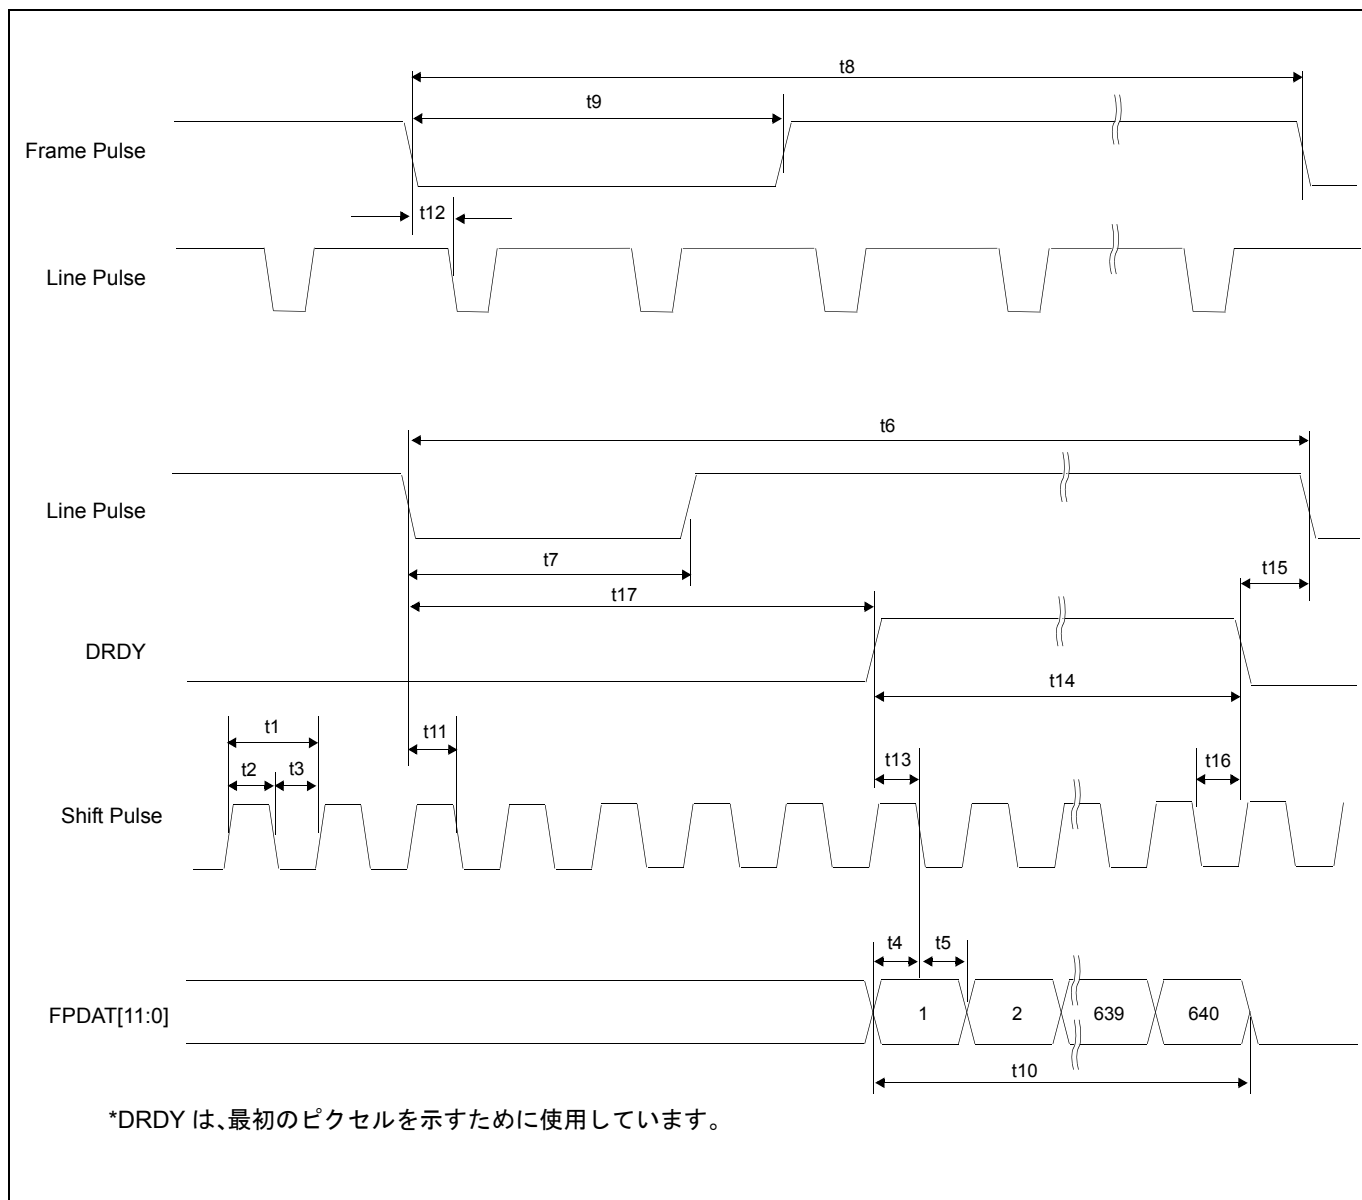 t8
t9
Frame Pulse
t12
Line Pulse
t6
Line Pulse
t7
t15
t17
DRDY
t14
t1
t11
t2
t3
t13
t16
Shift Pulse
t4
t5
FPDAT[11:0]
1
2
639
640
t10
*DRDY は、最初のピクセルを示すために使用しています。